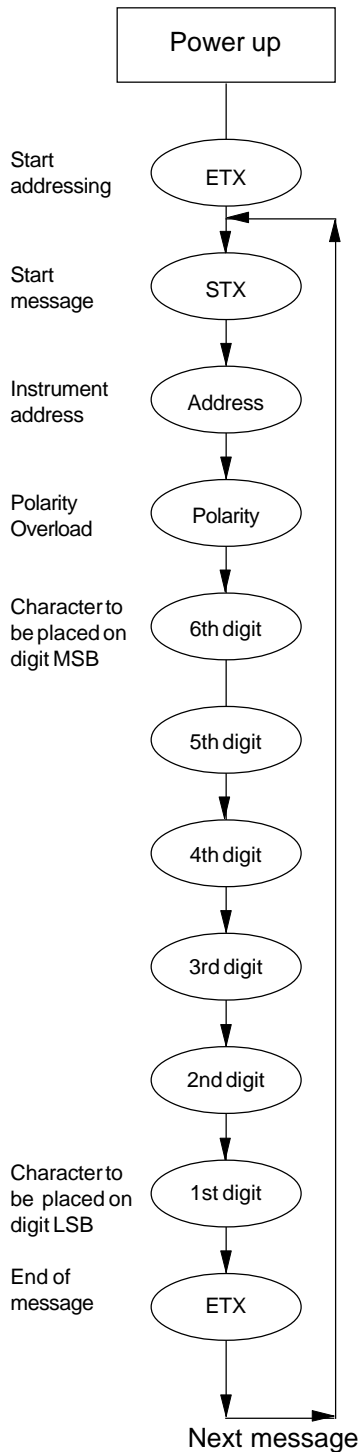 Power up
Start
addressing
ETX
Start
message
STX
Instrument
address
Address
Polarity
Overload
Polarity
Character to
be placed on
digit MSB
6th digit
5th digit
4th digit
3rd digit
2nd digit
Character to
be placed on
digit LSB
1st digit
End of
message
ETX
Next message